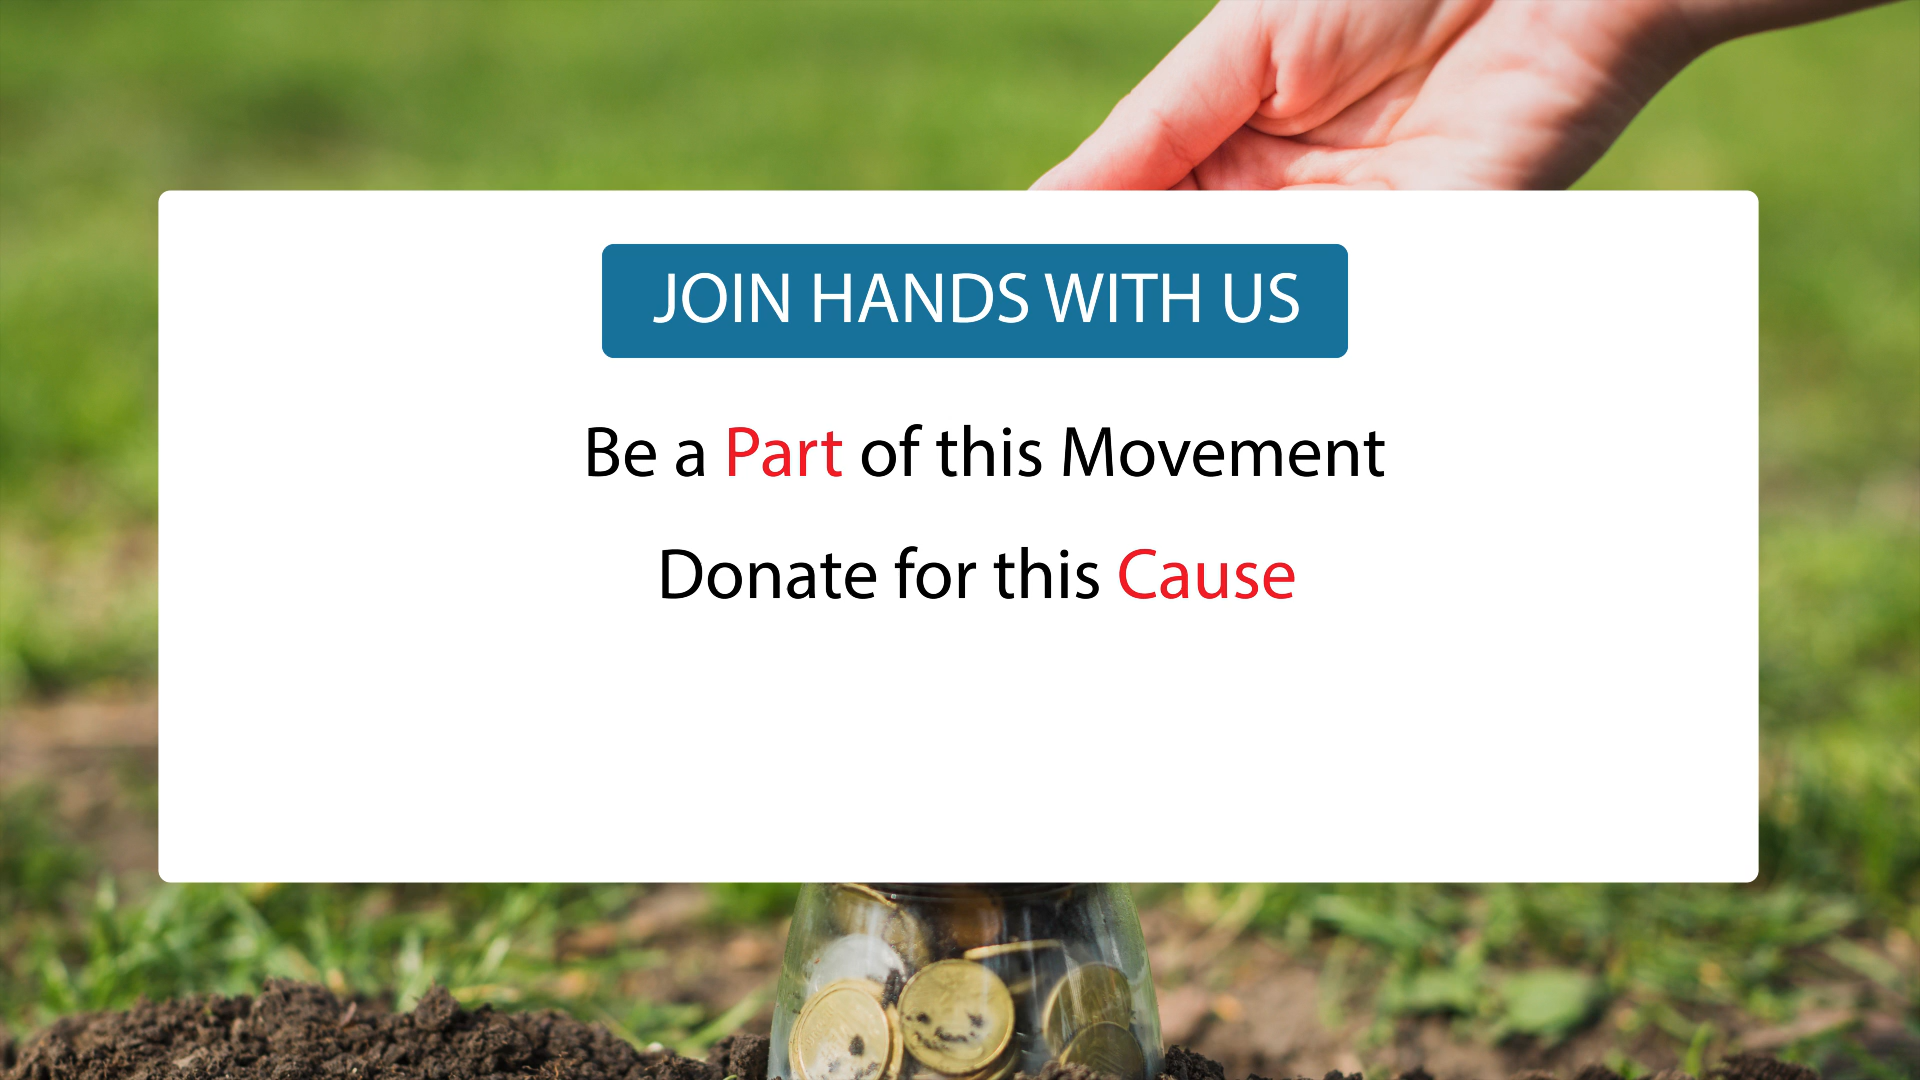 JOIN HANDS WITH US
Be a Part of this Movement
Donate for this Cause